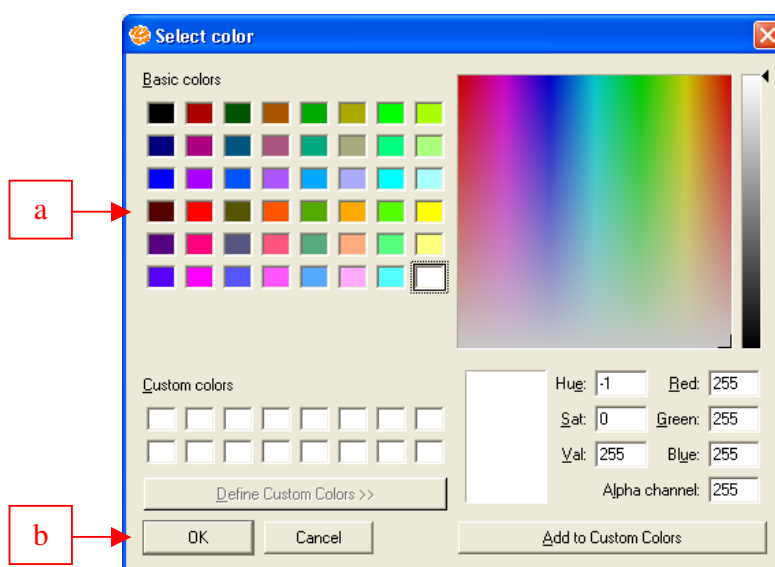 Select color
Basic colors
a
Custom colors
Hue: -1 Red: 255
Sat: 0 Green: 255
Val: 255 Blue: 255
Alpha channel: 255
Define Custom Colors >>
b
OK Cancel Add to Custom Colors